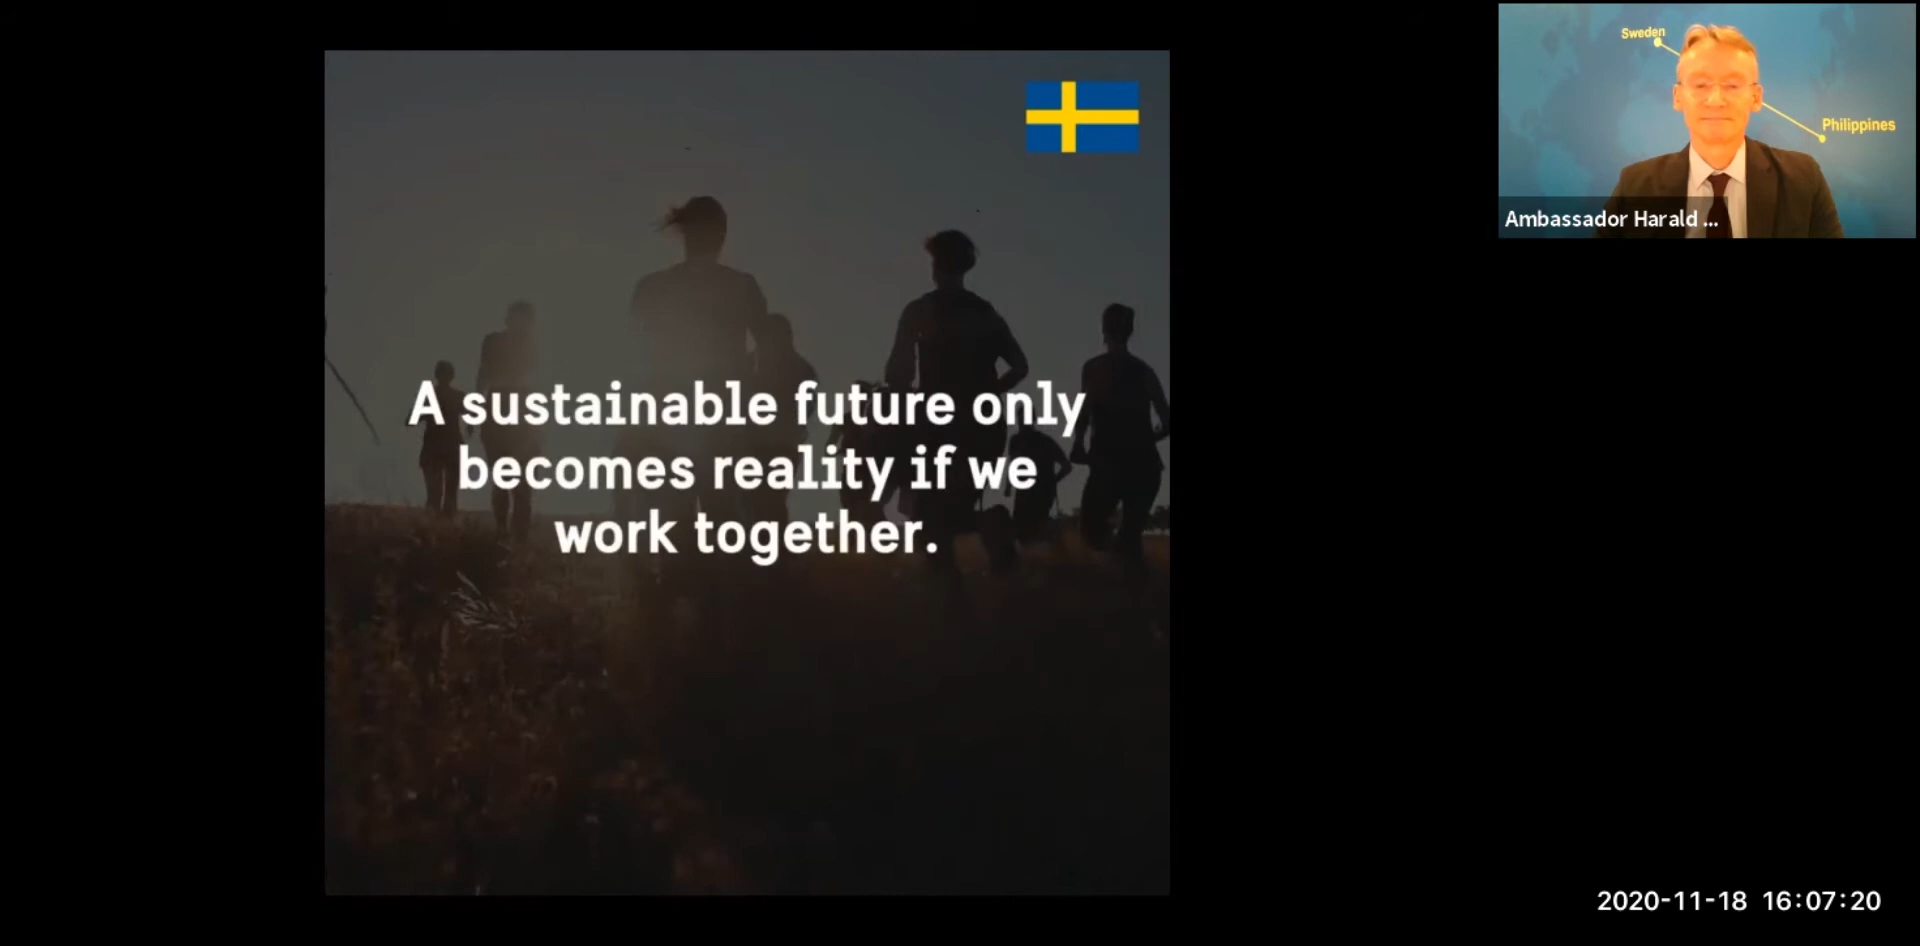 A sustainable future only
becomes reality if we
work together.
Sweden
Philippines
Ambassador Harald ...
2020-11-18 16:07:20